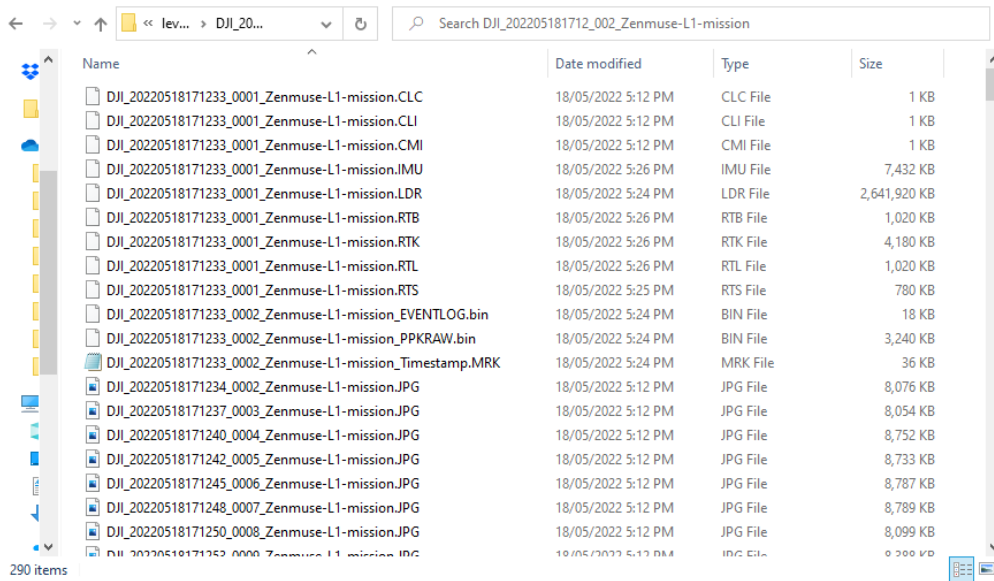 « lev... > DJI_20...
Search DJI_202205181712_002_Zenmuse-L1-mission
Name Date modified Type Size
DJI_20220518171233_0001_Zenmuse-L1-mission.CLC 18/05/2022 5:12 PM CLC File 1 KB
DJI_20220518171233_0001_Zenmuse-L1-mission.CLI 18/05/2022 5:12 PM CLI File 1 KB
DJI_20220518171233_0001_Zenmuse-L1-mission.CMI 18/05/2022 5:12 PM CMI File 1 KB
DJI_20220518171233_0001_Zenmuse-L1-mission.IMU 18/05/2022 5:26 PM IMU File 7,432 KB
DJI_20220518171233_0001_Zenmuse-L1-mission.LDR 18/05/2022 5:24 PM LDR File 2,641,920 KB
DJI_20220518171233_0001_Zenmuse-L1-mission.RTB 18/05/2022 5:26 PM RTB File 1,020 KB
DJI_20220518171233_0001_Zenmuse-L1-mission.RTK 18/05/2022 5:26 PM RTK File 4,180 KB
DJI_20220518171233_0001_Zenmuse-L1-mission.RTL 18/05/2022 5:26 PM RTL File 1,020 KB
DJI_20220518171233_0001_Zenmuse-L1-mission.RTS 18/05/2022 5:25 PM RTS File 780 KB
DJI_20220518171233_0002_Zenmuse-L1-mission_EVENTLOG.bin 18/05/2022 5:24 PM BIN File 18 KB
DJI_20220518171233_0002_Zenmuse-L1-mission_PPKRAW.bin 18/05/2022 5:24 PM BIN File 3,240 KB
DJI_20220518171233_0002_Zenmuse-L1-mission_Timestamp.MRK 18/05/2022 5:24 PM MRK File 36 KB
DJI_20220518171234_0002_Zenmuse-L1-mission.JPG 18/05/2022 5:12 PM JPG File 8,076 KB
DJI_20220518171237_0003_Zenmuse-L1-mission.JPG 18/05/2022 5:12 PM JPG File 8,054 KB
DJI_20220518171240_0004_Zenmuse-L1-mission.JPG 18/05/2022 5:12 PM JPG File 8,752 KB
DJI_20220518171242_0005_Zenmuse-L1-mission.JPG 18/05/2022 5:12 PM JPG File 8,733 KB
DJI_20220518171245_0006_Zenmuse-L1-mission.JPG 18/05/2022 5:12 PM JPG File 8,787 KB
DJI_20220518171248_0007_Zenmuse-L1-mission.JPG 18/05/2022 5:12 PM JPG File 8,789 KB
DJI_20220518171250_0008_Zenmuse-L1-mission.JPG 18/05/2022 5:12 PM JPG File 8,099 KB
DJI_20220518171253_0009_Zenmuse-L1-mission.JPG 18/05/2022 5:12 PM JPG File KB
290 items